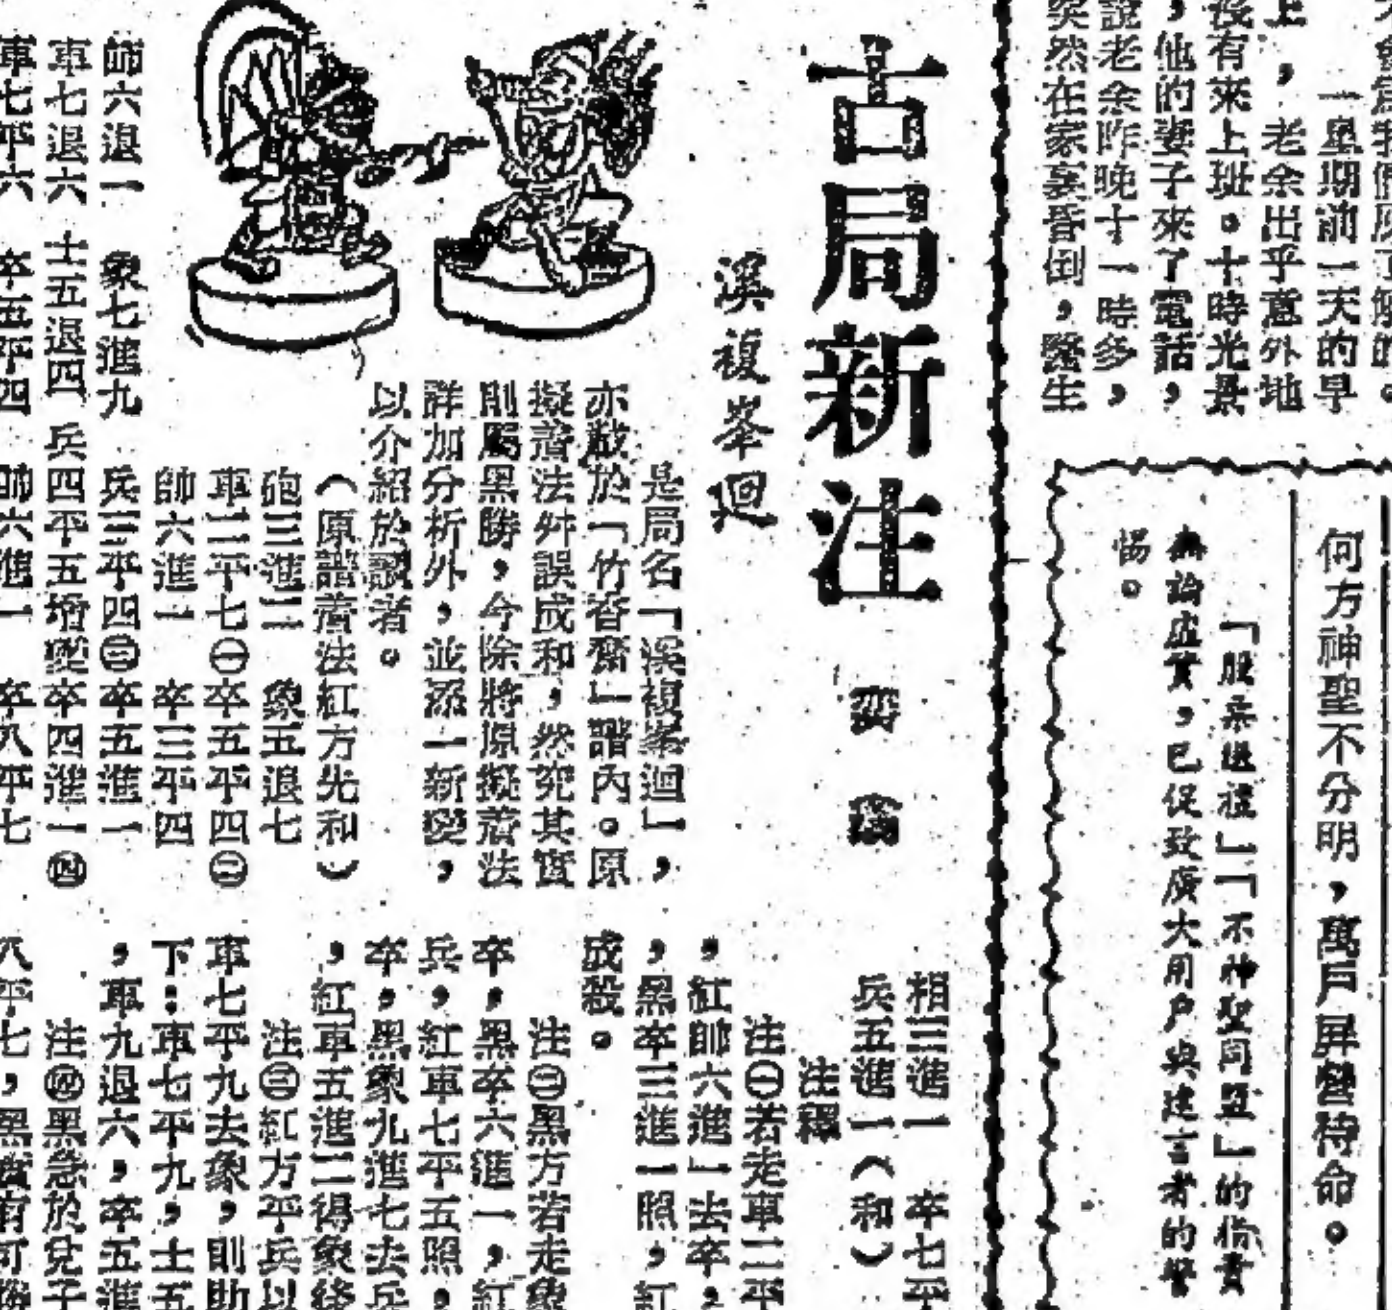 會為我們
一星期前一天的早
上，老余出乎意外地
沒有來上班。十時光景
，他的妻子來了電話，
說老余昨晚十一時多，
突然在家裏昏倒，醫生
何方神聖不分明，萬戶屏營待命。
「股票送禮」「不神聖同盟」的指責
無論虛實，已促致廣大用戶與建言者的警
惕。
古局新注
溪複峯迴
是局名「溪複峯迴」，
亦載於「竹香齋」譜內。原
擬着法舛誤成和，然究其實
則屬黑勝，今除將原擬着法
詳加分析外，並添一新變，
以介紹於讀者。
（原譜着法紅方先和）
砲三進二　象五退七
車二平七㊀卒五平四㊁
帥六進一　卒三平四
兵三平四㊂卒五進一
兵四平五增變卒四進一㊃
帥六進一　卒八平七
師六退一　象七進九
車七退六　士五退四
車七平六　卒五平四
相三進一　卒七平
兵五進一（和）
注釋
注㊀若走車二平
，紅帥六進一去卒，
，黑卒三進一照，紅
成殺。
注㊁黑方若走象
卒，黑卒六進一，紅
兵，紅車七平五照，
卒，黑象九進七去兵
，紅車五進二得象後
注㊂紅方平兵以
車七平九去象，則助
下：車七平九，士五
，車九退六，卒五進
注㊃黑急於兌子
八平七，黑